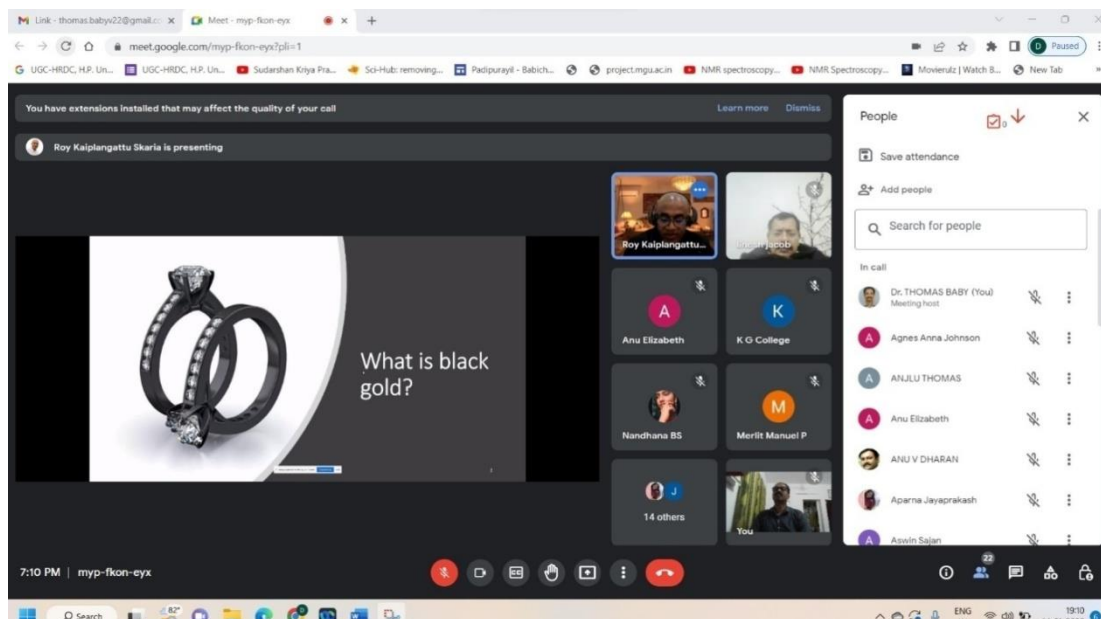 Link - thomas.babyv22@gmail.c
Meet - myp-fkon-eyx
meet.google.com/myp-fkon-eyx?pli=1
D Paused
UGC-HRDC, H.P. Un...
UGC-HRDC, H.P. Un...
Sudarshan Kriya Pra...
Sci-Hub: removing...
Padipurayil - Babich...
project.mgu.ac.in
NMR spectroscopy...
NMR Spectroscopy...
Movierulz | Watch B...
New Tab
You have extensions installed that may affect the quality of your call
Learn more
Dismiss
Roy Kaiplangattu Skaria is presenting
What is black
gold?
Roy Kaiplangattu...
jacob
A
Anu Elizabeth
K
K G College
Nandhana BS
M
Merlit Manuel P
J
14 others
You
People
0
Save attendance
Add people
Search for people
In call
Dr. THOMAS BABY (You)
Meeting host
A Agnes Anna Johnson
A ANJLU THOMAS
A Anu Elizabeth
ANU V DHARAN
Aparna Jayaprakash
A Aswin Sajan
7:10 PM | myp-fkon-eyx
CC
22
Search
82°
ENG
19:10